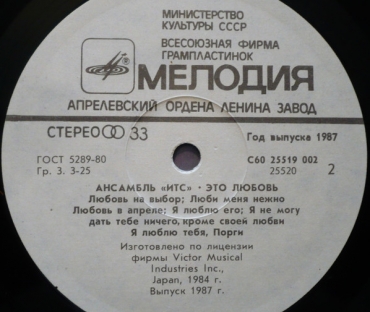 МИНИСТЕРСТВО
КУЛЬТУРЫ СССР
ВСЕСОЮЗНАЯ ФИРМА
ГРАМПЛАСТИНОК
МЕЛОДИЯ
АПРЕЛЕВСКИЙ ОРДЕНА ЛЕНИНА ЗАВОД
СТЕРЕО 33
Год выпуска 1987
ГОСТ 5289-80
С60 25519 002
Гр. 3. 3-25
25520 2
АНСАМБЛЬ «ИТС» · ЭТО ЛЮБОВЬ
Любовь на выбор; Люби меня нежно
Любовь в апреле; Я люблю его; Я не могу
дать тебе ничего, кроме своей любви
Я люблю тебя, Порги
Изготовлено по лицензии
фирмы Victor Musical
Industries Inc.,
Japan, 1984 г.
Выпуск 1987 г.